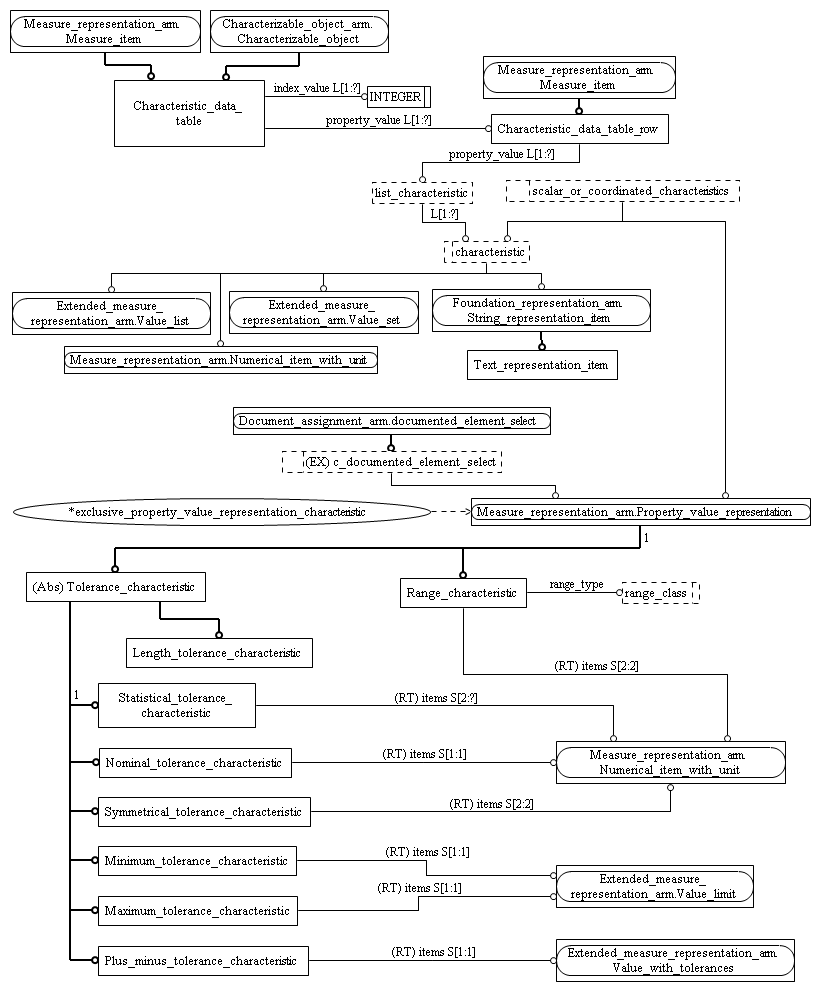 Measure_representation_arm.
Measure_item
Characterizable_object_arm.
Characterizable_object
Characteristic_data_
table
index_value L[1:?]
INTEGER
Measure_representation_arm.
Measure_item
property_value L[1:?]
Characteristic_data_table_row
property_value L[1:?]
list_characteristic
scalar_or_coordinated_characteristics
L[1:?]
characteristic
Extended_measure_
representation_arm.Value_list
Extended_measure_
representation_arm.Value_set
Foundation_representation_arm.
String_representation_item
Measure_representation_arm.Numerical_item_with_unit
Text_representation_item
Document_assignment_arm.documented_element_select
(EX) c_documented_element_select
*exclusive_property_value_representation_characteristic
Measure_representation_arm.Property_value_representation
1
(Abs) Tolerance_characteristic
Range_characteristic
range_type
range_class
Length_tolerance_characteristic
(RT) items S[2:2]
1
Statistical_tolerance_
characteristic
(RT) items S[2:?]
Nominal_tolerance_characteristic
(RT) items S[1:1]
Measure_representation_arm.
Numerical_item_with_unit
Symmetrical_tolerance_characteristic
(RT) items S[2:2]
Minimum_tolerance_characteristic
(RT) items S[1:1]
Extended_measure_
representation_arm.Value_limit
Maximum_tolerance_characteristic
(RT) items S[1:1]
Plus_minus_tolerance_characteristic
(RT) items S[1:1]
Extended_measure_representation_arm.
Value_with_tolerances